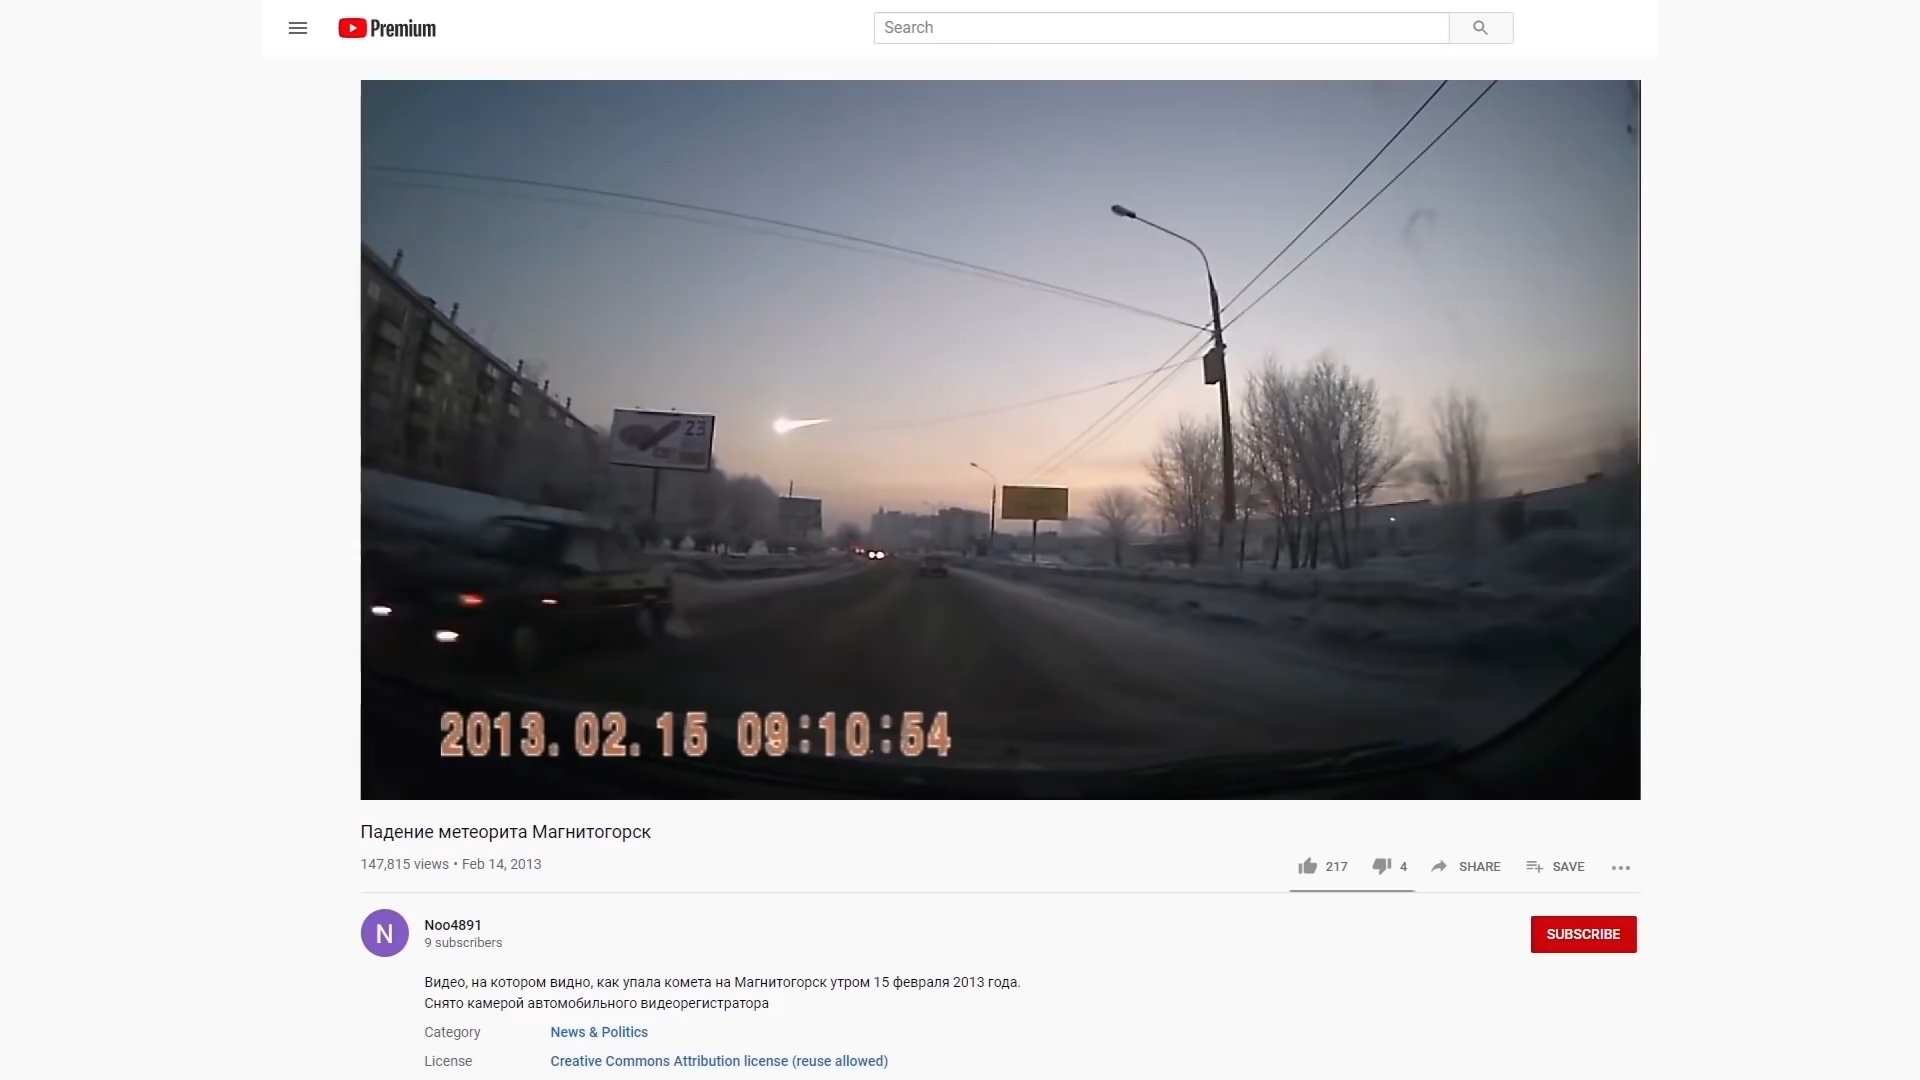 Premium
Search
23
2013.02.15 09:10:54
Падение метеорита Магнитогорск
147,815 views • Feb 14, 2013
217
4
SHARE
SAVE
N
Noo4891
9 subscribers
SUBSCRIBE
Видео, на котором видно, как упала комета на Магнитогорск утром 15 февраля 2013 года.
Снято камерой автомобильного видеорегистратора
Category News & Politics
License Creative Commons Attribution license (reuse allowed)